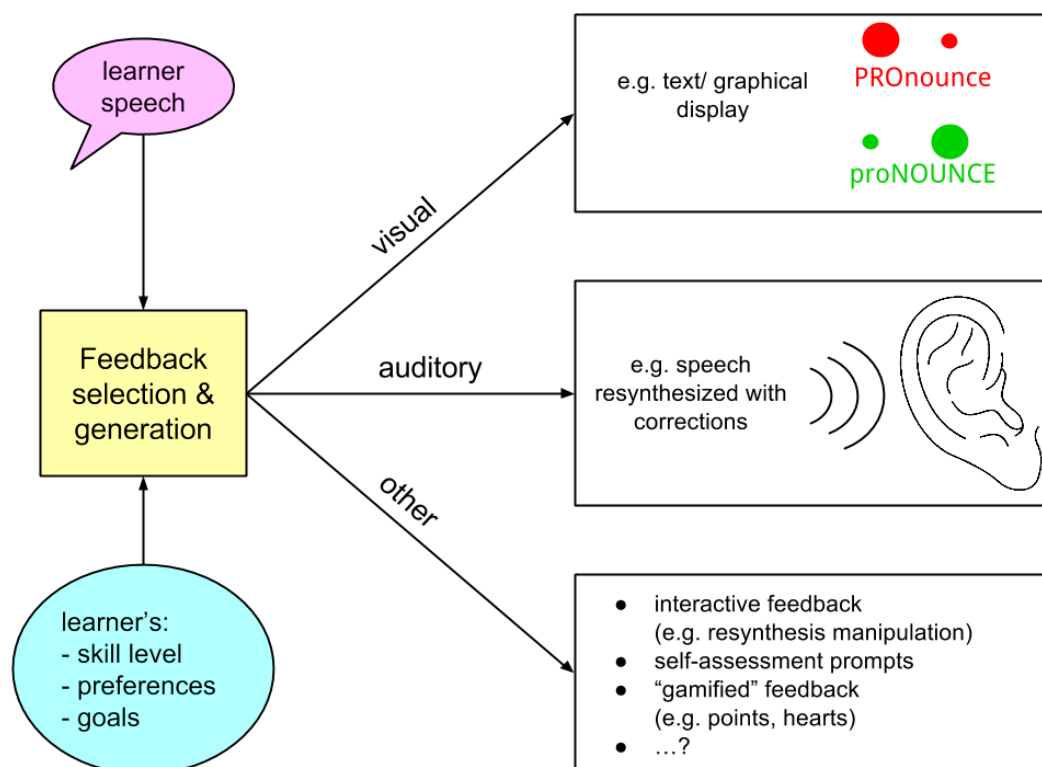 learner
speech
Feedback
selection &
generation
learner's:
- skill level
- preferences
- goals
visual
auditory
other
e.g. text/ graphical
display
PROnounce
proNOUNCE
e.g. speech
resynthesized with
corrections
● interactive feedback
(e.g. resynthesis manipulation)
● self-assessment prompts
● “gamified” feedback
(e.g. points, hearts)
● …?